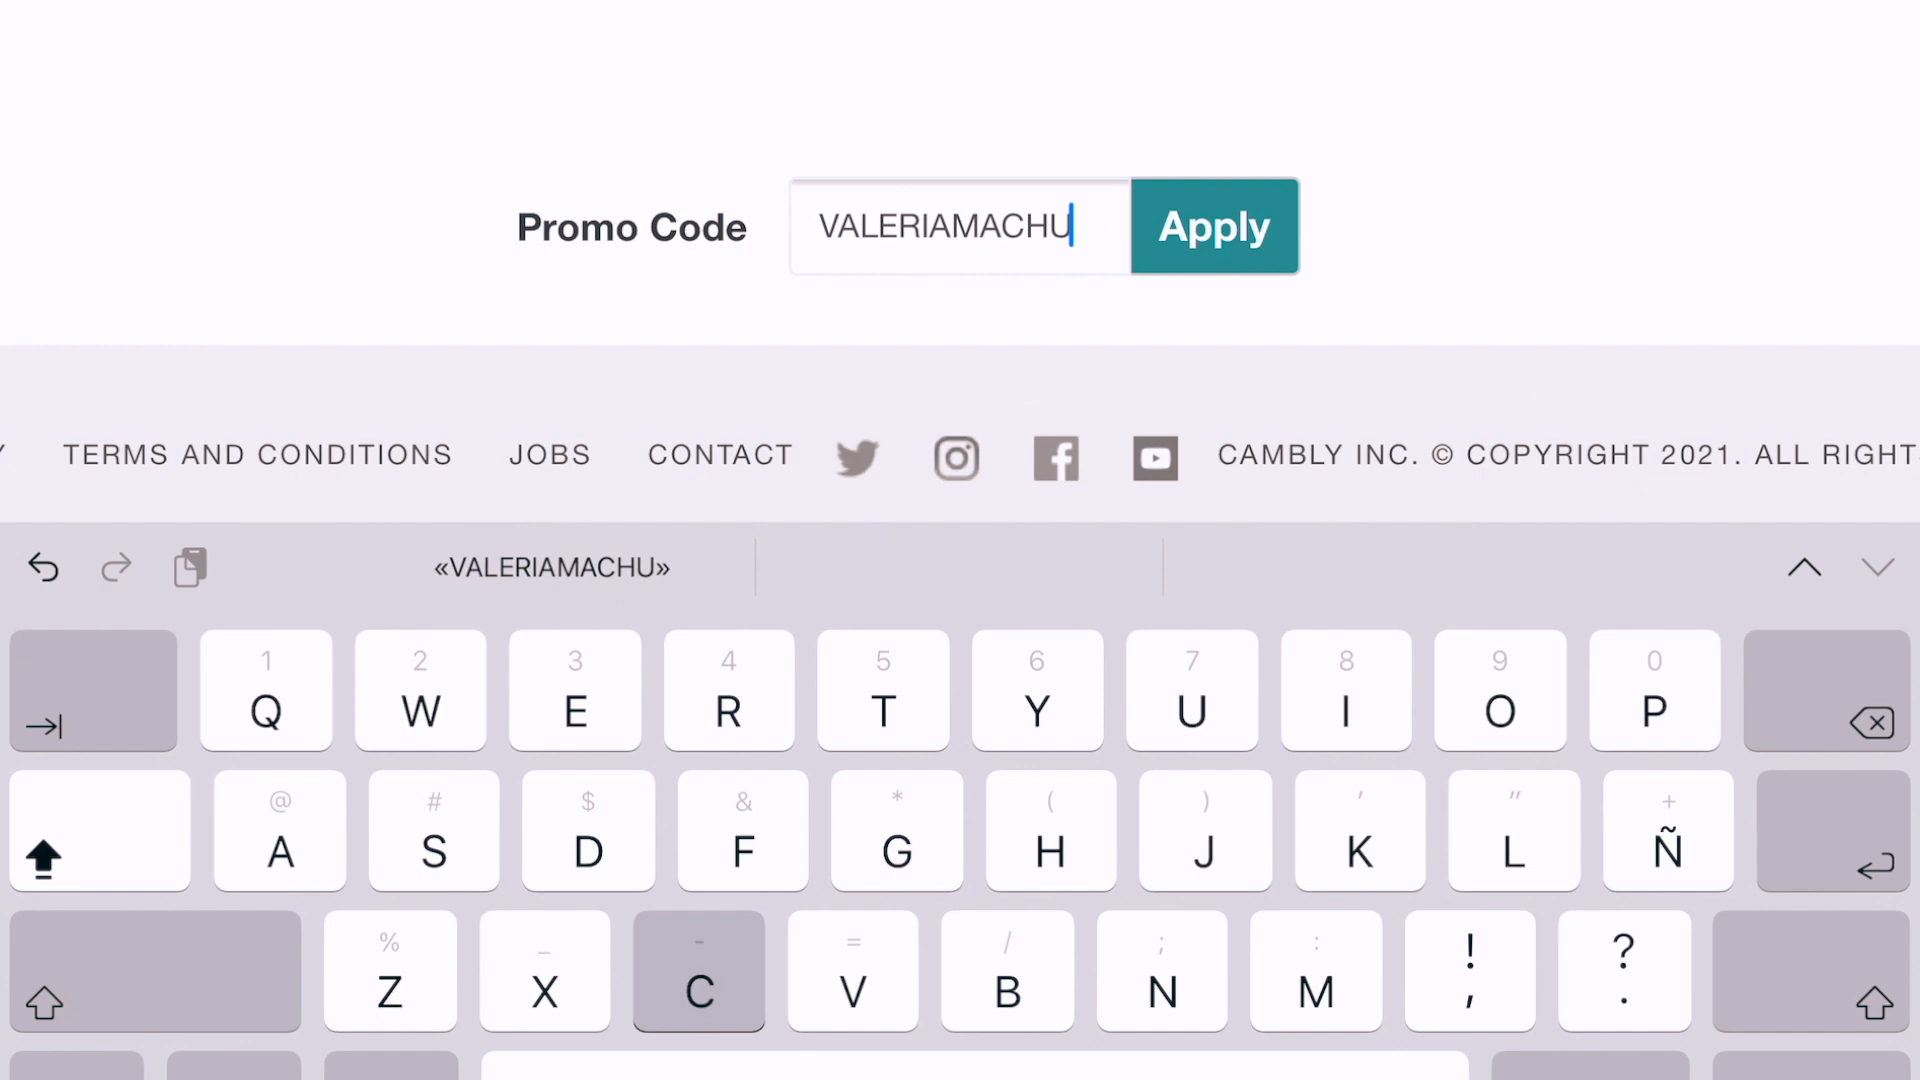 Promo Code VALERIAMACHU Apply
TERMS AND CONDITIONS JOBS CONTACT CAMBLY INC. © COPYRIGHT 2021. ALL RIGHT
«VALERIAMACHU»
1 2 3 4 5 6 7 8 9 0
Q W E R T Y U I O P
@ # $ & * ( ) ' " +
A S D F G H J K L Ñ
% _ - = / ; : ! ?
Z X C V B N M , .